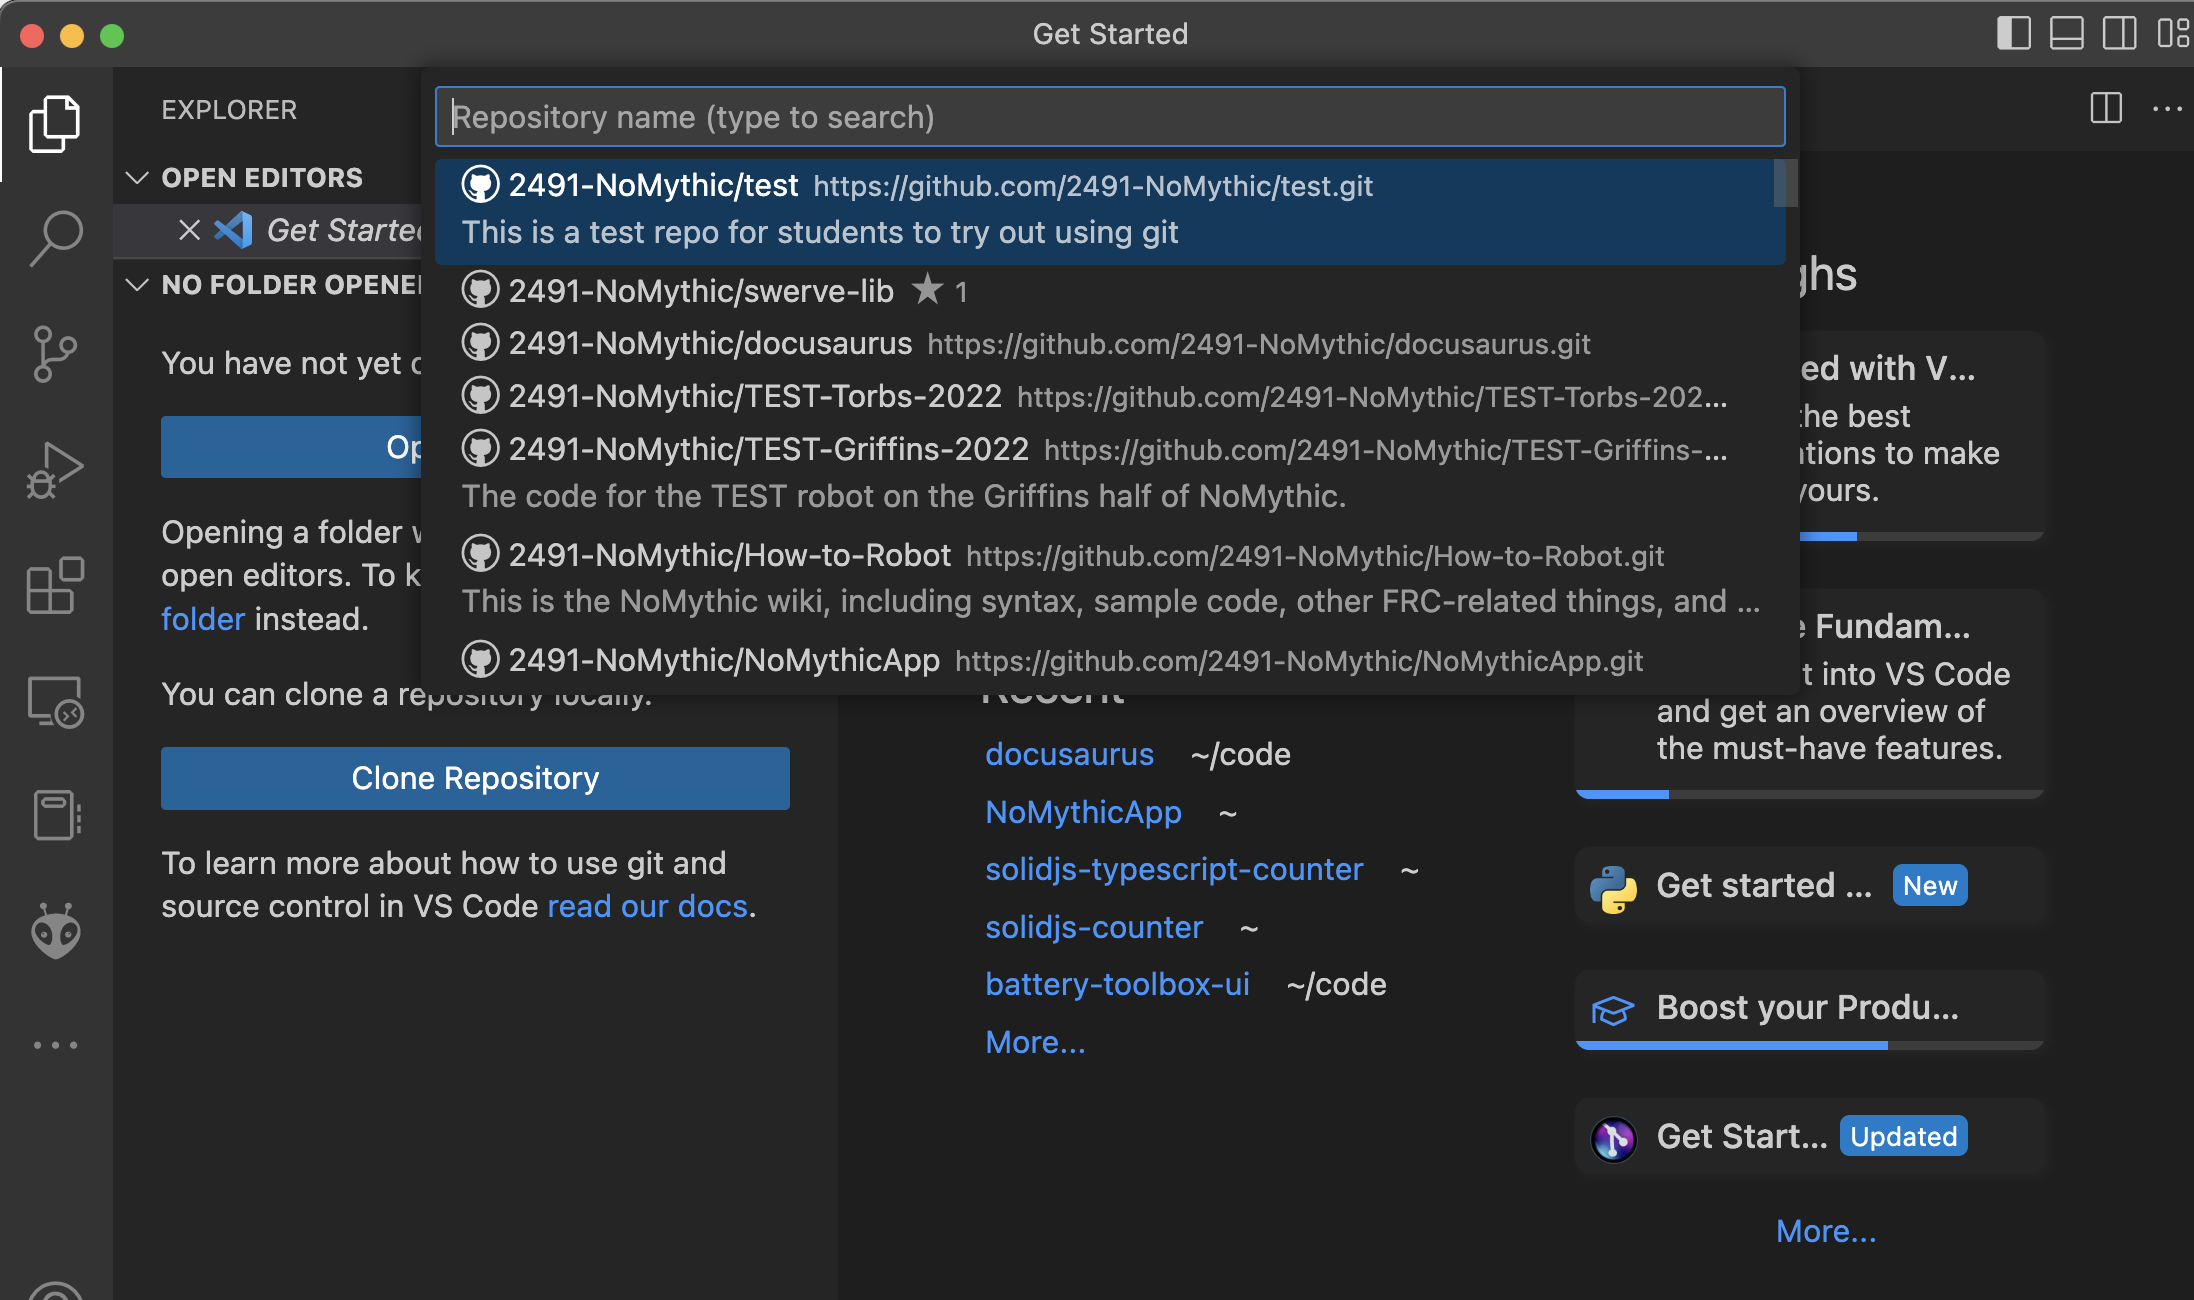 Get Started
EXPLORER
OPEN EDITORS
Get Started
NO FOLDER OPENED
You have not yet
Opening a folder
open editors. To
folder instead.
You can clone a repository locally.
Clone Repository
To learn more about how to use git and
source control in VS Code read our docs.
Repository name (type to search)
2491-NoMythic/test https://github.com/2491-NoMythic/test.git
This is a test repo for students to try out using git
2491-NoMythic/swerve-lib ★ 1
2491-NoMythic/docusaurus https://github.com/2491-NoMythic/docusaurus.git
2491-NoMythic/TEST-Torbs-2022 https://github.com/2491-NoMythic/TEST-Torbs-202...
2491-NoMythic/TEST-Griffins-2022 https://github.com/2491-NoMythic/TEST-Griffins-...
The code for the TEST robot on the Griffins half of NoMythic.
2491-NoMythic/How-to-Robot https://github.com/2491-NoMythic/How-to-Robot.git
This is the NoMythic wiki, including syntax, sample code, other FRC-related things, and ...
2491-NoMythic/NoMythicApp https://github.com/2491-NoMythic/NoMythicApp.git
Recent
docusaurus ~/code
NoMythicApp ~
solidjs-typescript-counter ~
solidjs-counter ~
battery-toolbox-ui ~/code
More...
ed with V...
the best
to make
yours.
Fundam...
t into VS Code
and get an overview of
the must-have features.
Get started ... New
Boost your Produ...
Get Start... Updated
More...